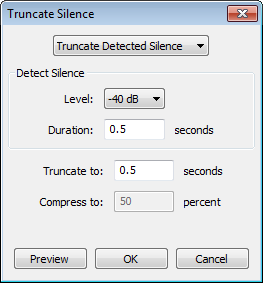 Truncate Silence
Truncate Detected Silence
Detect Silence
Level: -40 dB
Duration: 0.5 seconds
Truncate to: 0.5 seconds
Compress to: 50 percent
Preview OK Cancel